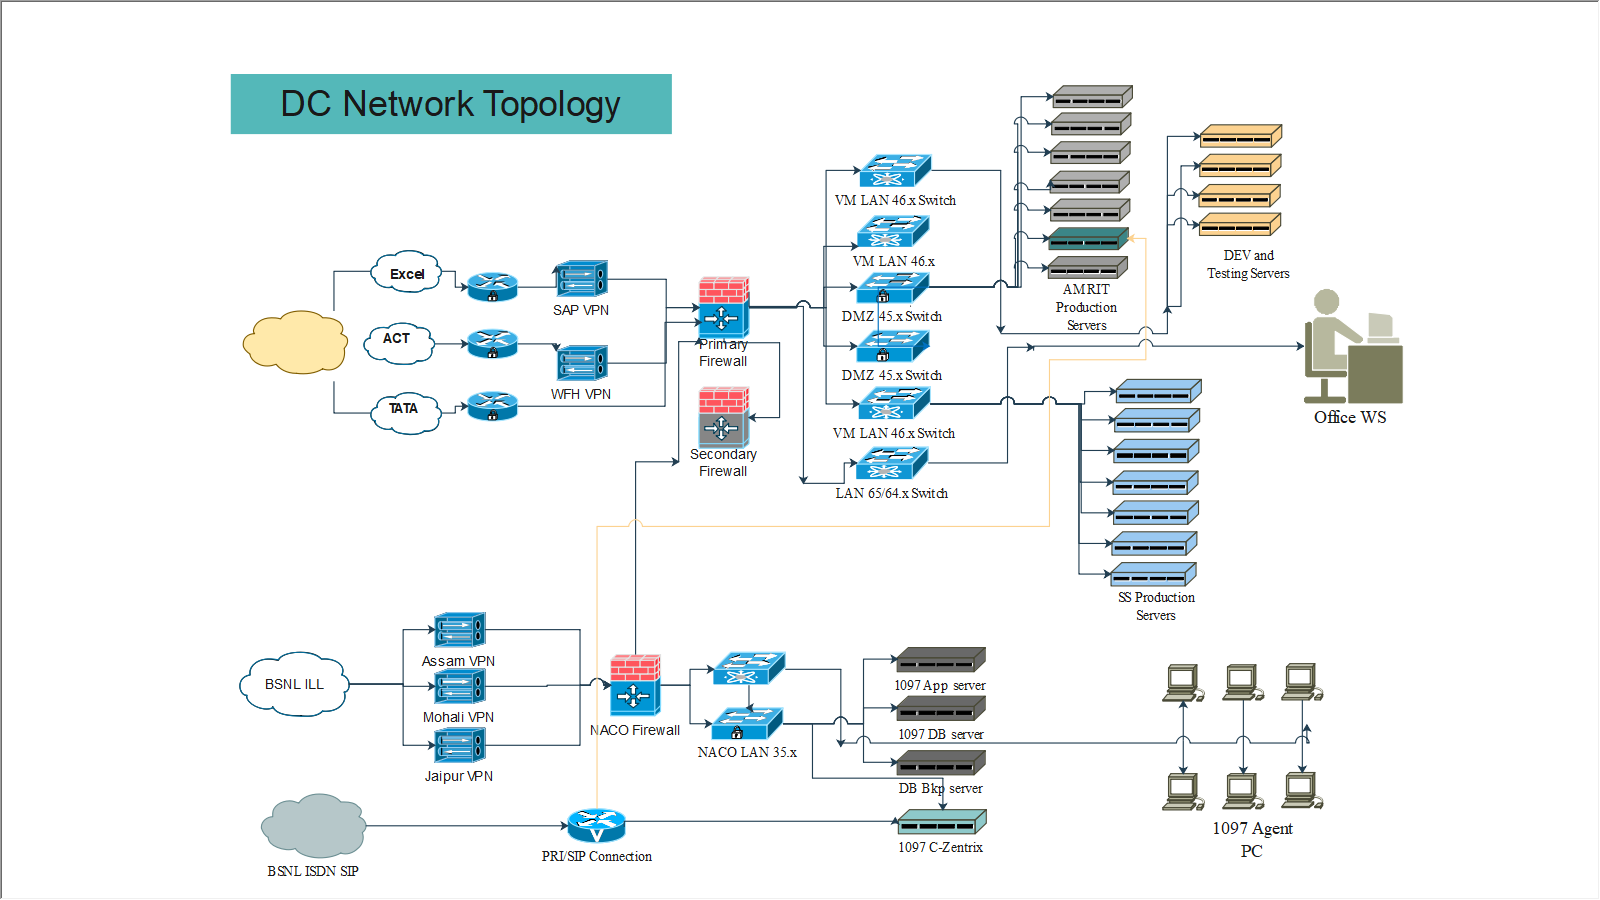 DC Network Topology
Excel
ACT
TATA
SAP VPN
WFH VPN
Primary
Firewall
Secondary
Firewall
VM LAN 46.x Switch
VM LAN 46.x
DMZ 45.x Switch
DMZ 45.x Switch
VM LAN 46.x Switch
LAN 65/64.x Switch
AMRIT
Production
Servers
DEV and
Testing Servers
Office WS
SS Production
Servers
BSNL ILL
Assam VPN
Mohali VPN
Jaipur VPN
NACO Firewall
NACO LAN 35.x
1097 App server
1097 DB server
DB Bkp server
1097 C-Zentrix
1097 Agent
PC
BSNL ISDN SIP
PRI/SIP Connection